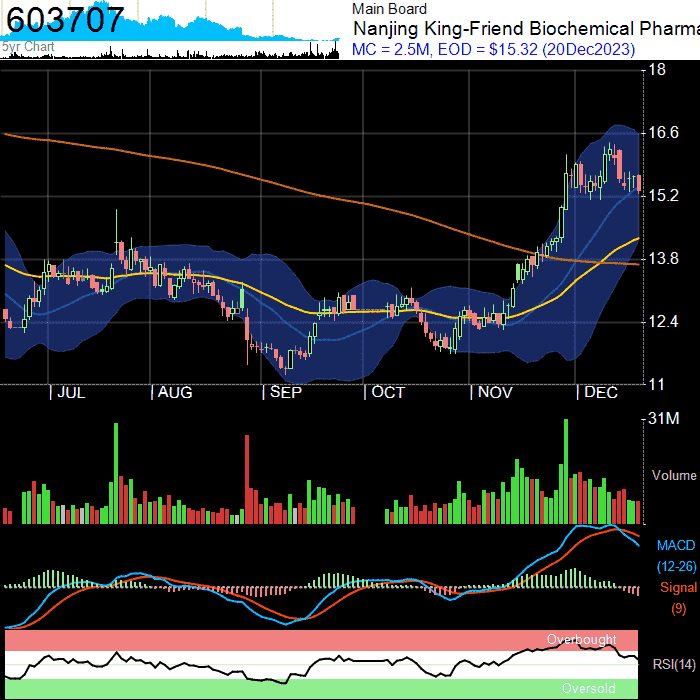 603707
5yr Chart
Main Board
Nanjing King-Friend Biochemical Pharma
MC = 2.5M, EOD = $15.32 (20Dec2023)
18
16.6
15.2
13.8
12.4
11
JUL AUG SEP OCT NOV DEC
31M
Volume
MACD
(12-26)
Signal
(9)
Overbought
RSI(14)
Oversold